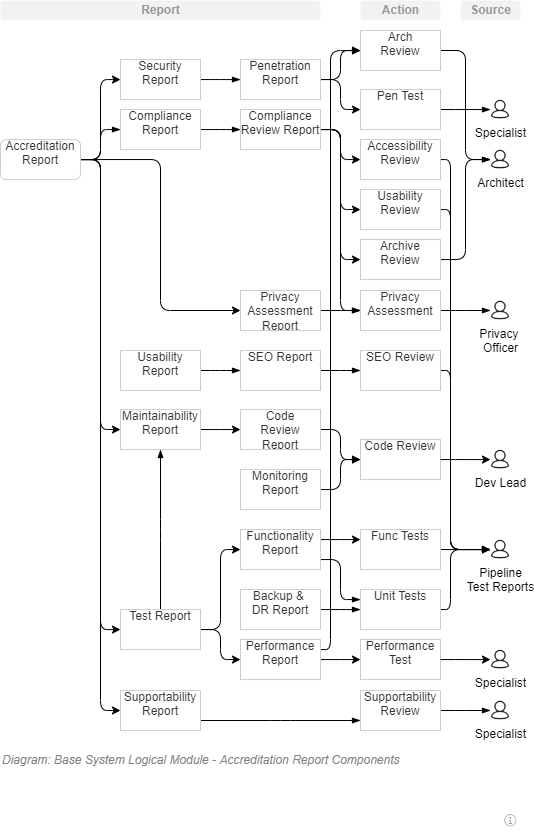 Report
Action
Source
Arch
Review
Security
Report
Penetration
Report
Pen Test
Specialist
Compliance
Report
Compliance
Review Report
Accreditation
Report
Accessibility
Review
Architect
Usability
Review
Archive
Review
Privacy
Assessment
Report
Privacy
Assessment
Privacy
Officer
Usability
Report
SEO Report
SEO Review
Maintainability
Report
Code
Review
Report
Code Review
Dev Lead
Monitoring
Report
Functionality
Report
Func Tests
Pipeline
Test Reports
Backup &
DR Report
Unit Tests
Test Report
Performance
Report
Performance
Test
Specialist
Supportability
Report
Supportability
Review
Specialist
Diagram: Base System Logical Module - Accreditation Report Components